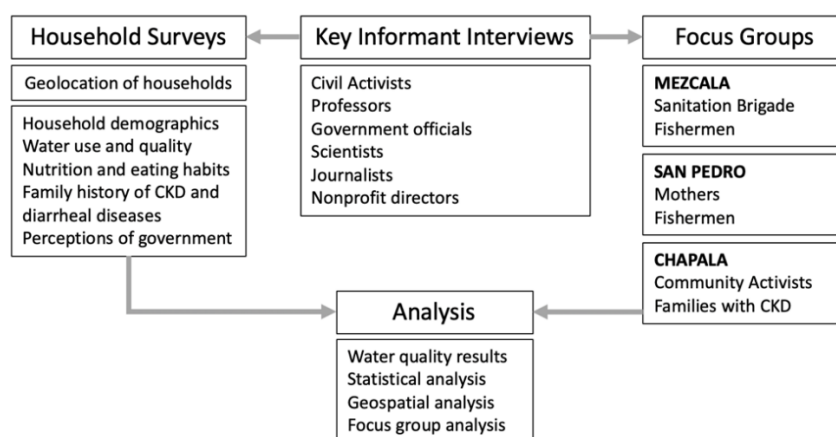 Household Surveys
Geolocation of households
Household demographics
Water use and quality
Nutrition and eating habits
Family history of CKD and
diarrheal diseases
Perceptions of government
Key Informant Interviews
Civil Activists
Professors
Government officials
Scientists
Journalists
Nonprofit directors
Focus Groups
MEZCALA
Sanitation Brigade
Fishermen
SAN PEDRO
Mothers
Fishermen
CHAPALA
Community Activists
Families with CKD
Analysis
Water quality results
Statistical analysis
Geospatial analysis
Focus group analysis